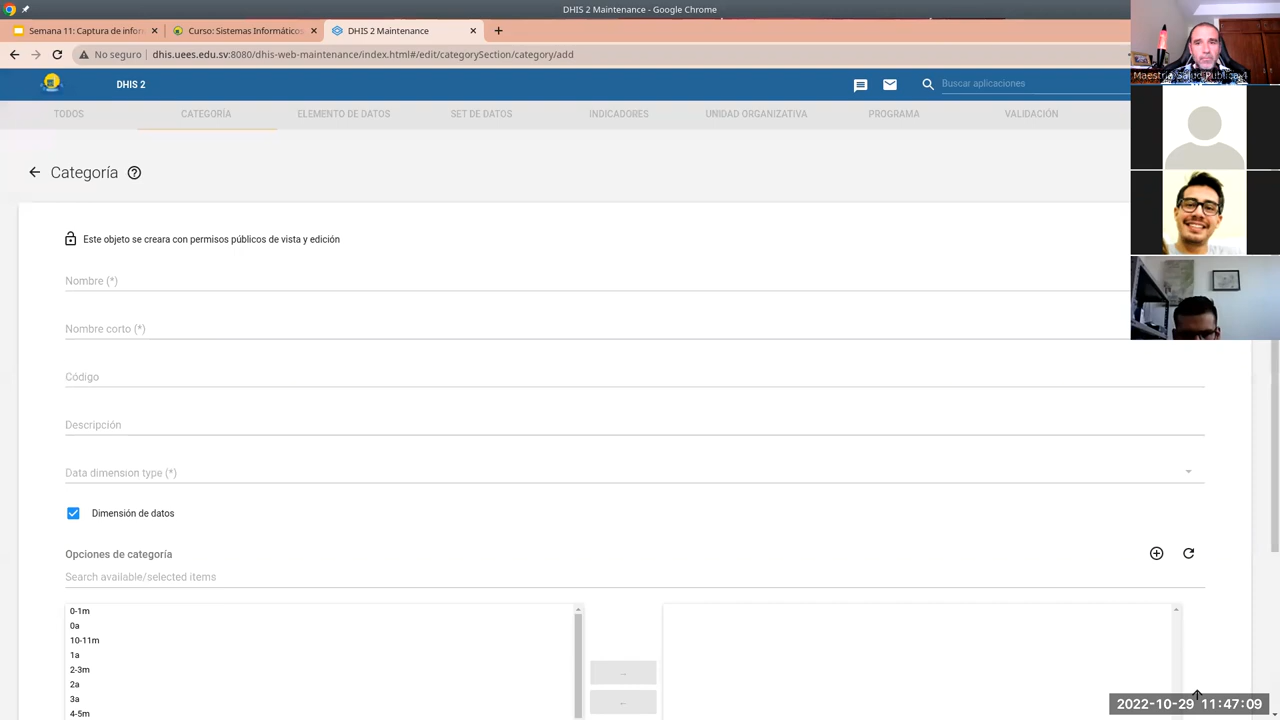 DHIS 2 Maintenance - Google Chrome
Semana 11: Captura de infor
Curso: Sistemas Informáticos
DHIS 2 Maintenance
No seguro
dhis.uees.edu.sv:8080/dhis-web-maintenance/index.html#/edit/categorySection/category/add
Maestría Salud Pública 4
DHIS 2
Buscar aplicaciones
TODOS
CATEGORÍA
ELEMENTO DE DATOS
SET DE DATOS
INDICADORES
UNIDAD ORGANIZATIVA
PROGRAMA
VALIDACIÓN
Categoría
Este objeto se creara con permisos públicos de vista y edición
Nombre (*)
Nombre corto (*)
Código
Descripción
Data dimension type (*)
Dimensión de datos
Opciones de categoría
Search available/selected items
0-1m
0a
10-11m
1a
2-3m
2a
3a
4-5m
→
←
2022-10-29 11:47:09